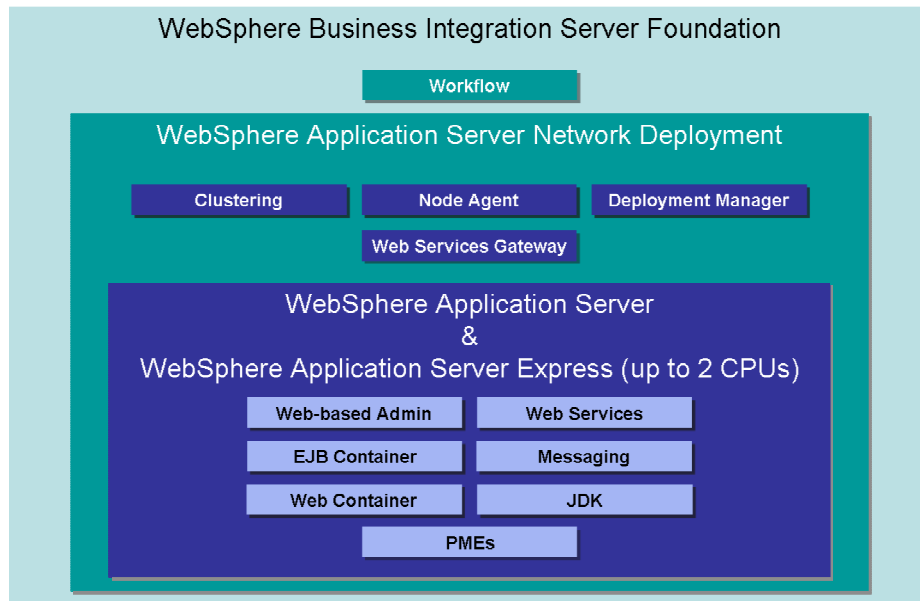 WebSphere Business Integration Server Foundation
Workflow
WebSphere Application Server Network Deployment
Clustering
Node Agent
Deployment Manager
Web Services Gateway
WebSphere Application Server
&
WebSphere Application Server Express (up to 2 CPUs)
Web-based Admin
Web Services
EJB Container
Messaging
Web Container
JDK
PMEs